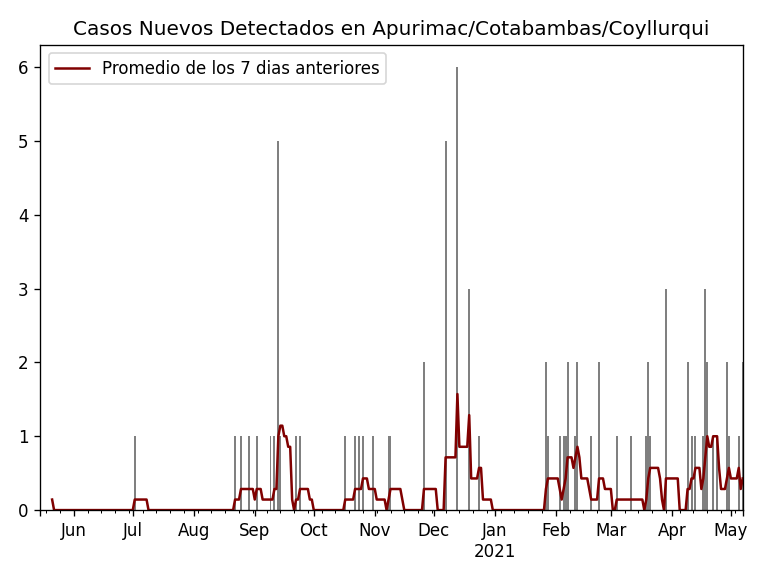 Casos Nuevos Detectados en Apurimac/Cotabambas/Coyllurqui
Promedio de los 7 dias anteriores
6
5
4
3
2
1
0
Jun Jul Aug Sep Oct Nov Dec Jan Feb Mar Apr May
2021